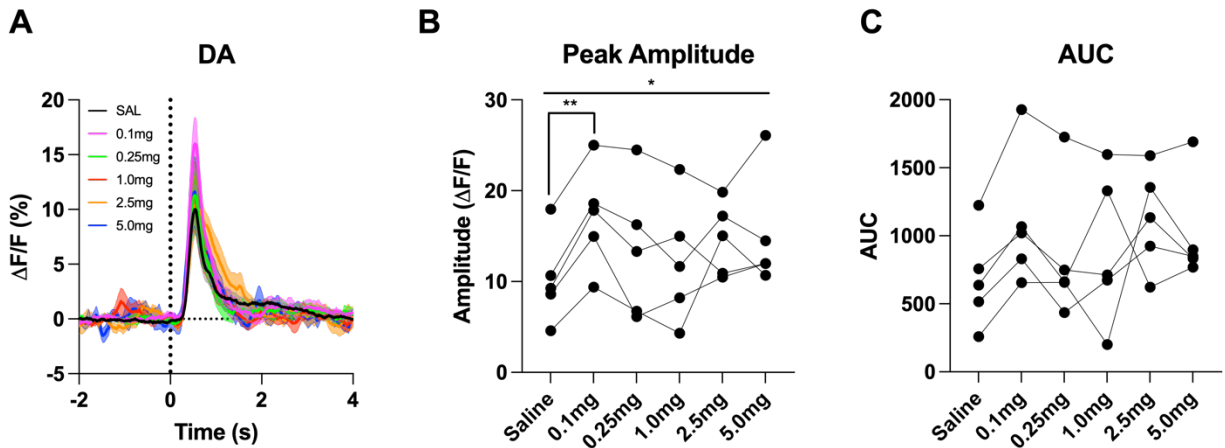 A
DA
ΔF/F (%)
20
15
10
5
0
-5
SAL
0.1mg
0.25mg
1.0mg
2.5mg
5.0mg
-2
0
2
4
Time (s)
B
Peak Amplitude
*
**
Amplitude (ΔF/F)
30
20
10
0
Saline
0.1mg
0.25mg
1.0mg
2.5mg
5.0mg
C
AUC
AUC
2000
1500
1000
500
0
Saline
0.1mg
0.25mg
1.0mg
2.5mg
5.0mg